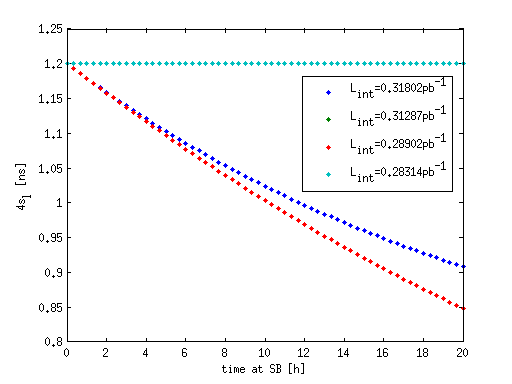 1.25
1.2
1.15
1.1
1.05
1
0.95
0.9
0.85
0.8
4s_l [ns]
L_int=0.31802pb^-1
L_int=0.31287pb^-1
L_int=0.28902pb^-1
L_int=0.28314pb^-1
0 2 4 6 8 10 12 14 16 18 20
time at SB [h]